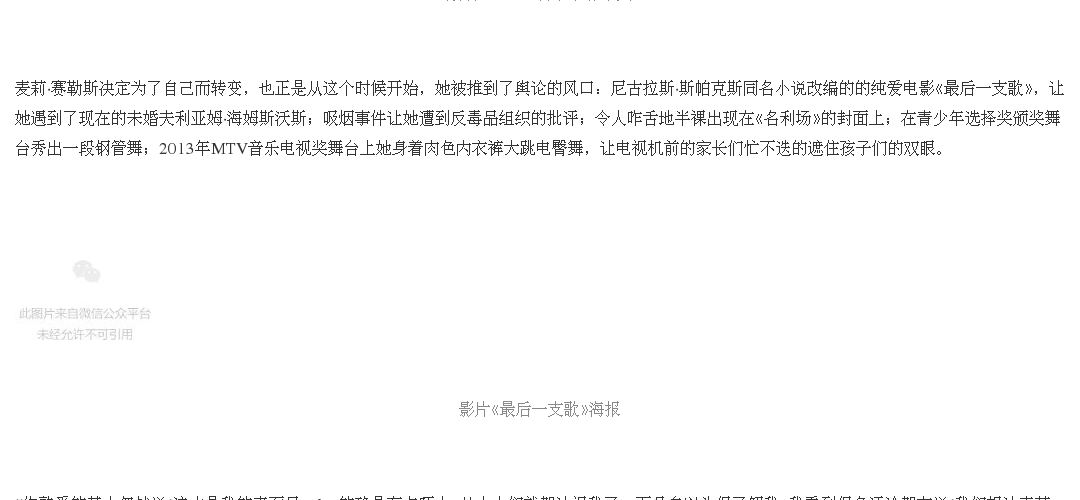 麦莉·赛勒斯决定为了自己而转变，也正是从这个时候开始，她被推到了舆论的风口：尼古拉斯·斯帕克斯同名小说改编的的纯爱电影《最后一支歌》，让
她遇到了现在的未婚夫利亚姆·海姆斯沃斯；吸烟事件让她遭到反毒品组织的批评；令人咋舌地半裸出现在《名利场》的封面上；在青少年选择奖颁奖舞
台秀出一段钢管舞；2013年MTV音乐电视奖舞台上她身着肉色内衣裤大跳电臀舞，让电视机前的家长们忙不迭的遮住孩子们的双眼。
此图片来自微信公众平台
未经允许不可引用
影片《最后一支歌》海报